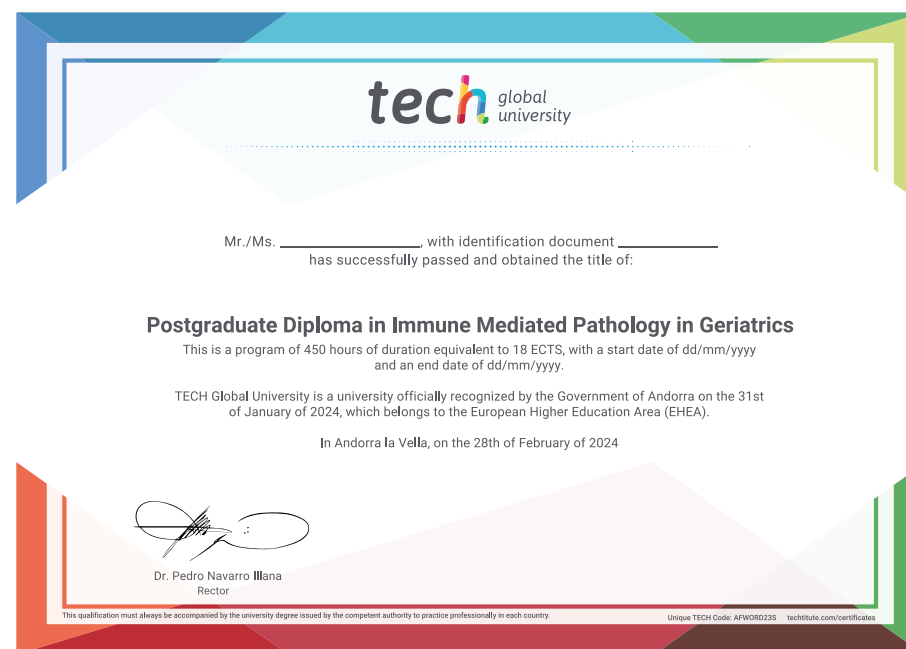 tech global university
Mr./Ms. ____________, with identification document ____________
has successfully passed and obtained the title of:
Postgraduate Diploma in Immune Mediated Pathology in Geriatrics
This is a program of 450 hours of duration equivalent to 18 ECTS, with a start date of dd/mm/yyyy
and an end date of dd/mm/yyyy.
TECH Global University is a university officially recognized by the Government of Andorra on the 31st
of January of 2024, which belongs to the European Higher Education Area (EHEA).
In Andorra la Vella, on the 28th of February of 2024
Dr. Pedro Navarro Illana
Rector
This qualification must always be accompanied by the university degree issued by the competent authority to practice professionally in each country.
Unique TECH Code: AFWORD23S techtitute.com/certificates